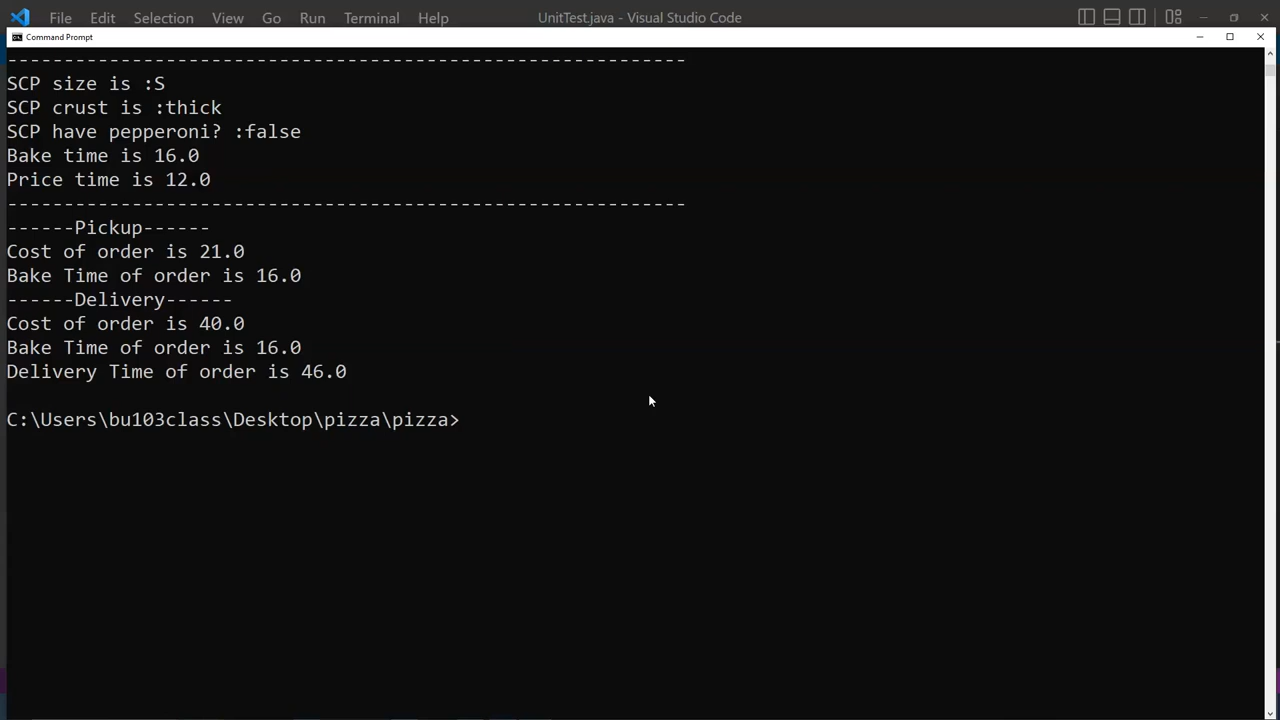 File Edit Selection View Go Run Terminal Help UnitTest.java - Visual Studio Code
Command Prompt
------------------------------------------------------------
SCP size is :S
SCP crust is :thick
SCP have pepperoni? :false
Bake time is 16.0
Price time is 12.0
------------------------------------------------------------
------Pickup------
Cost of order is 21.0
Bake Time of order is 16.0
------Delivery------
Cost of order is 40.0
Bake Time of order is 16.0
Delivery Time of order is 46.0
C:\Users\bu103class\Desktop\pizza\pizza>